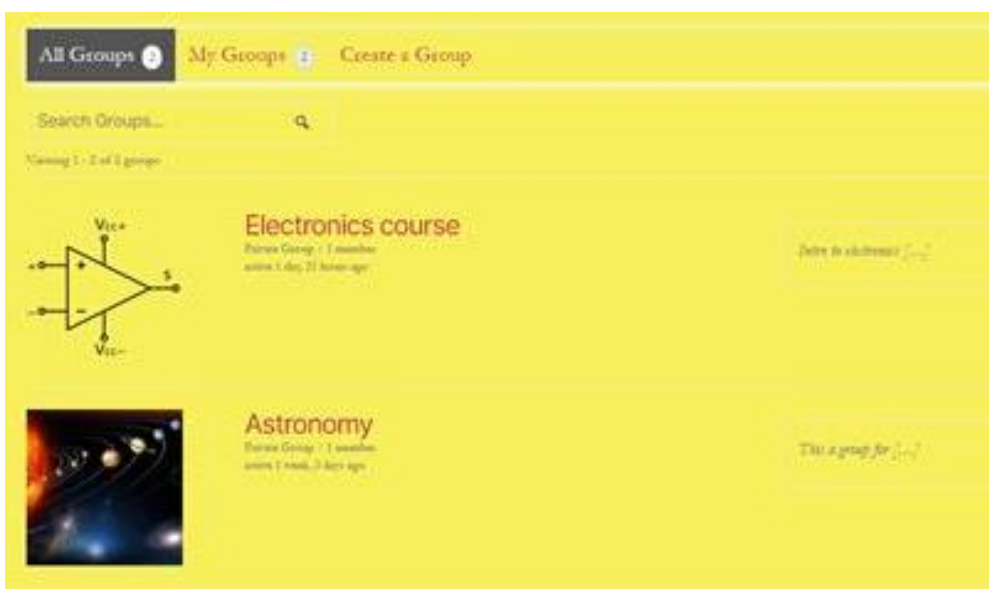 All Groups 2 My Groups 2 Create a Group
Search Groups...
Viewing 1 - 2 of 2 groups
Vcc+
+ + S
- -
Vcc-
Electronics course
Private Group / 1 member
active 1 day, 21 hours ago
Intro to electronics [...]
Astronomy
Private Group / 1 member
active 1 week, 3 days ago
This a group for [...]